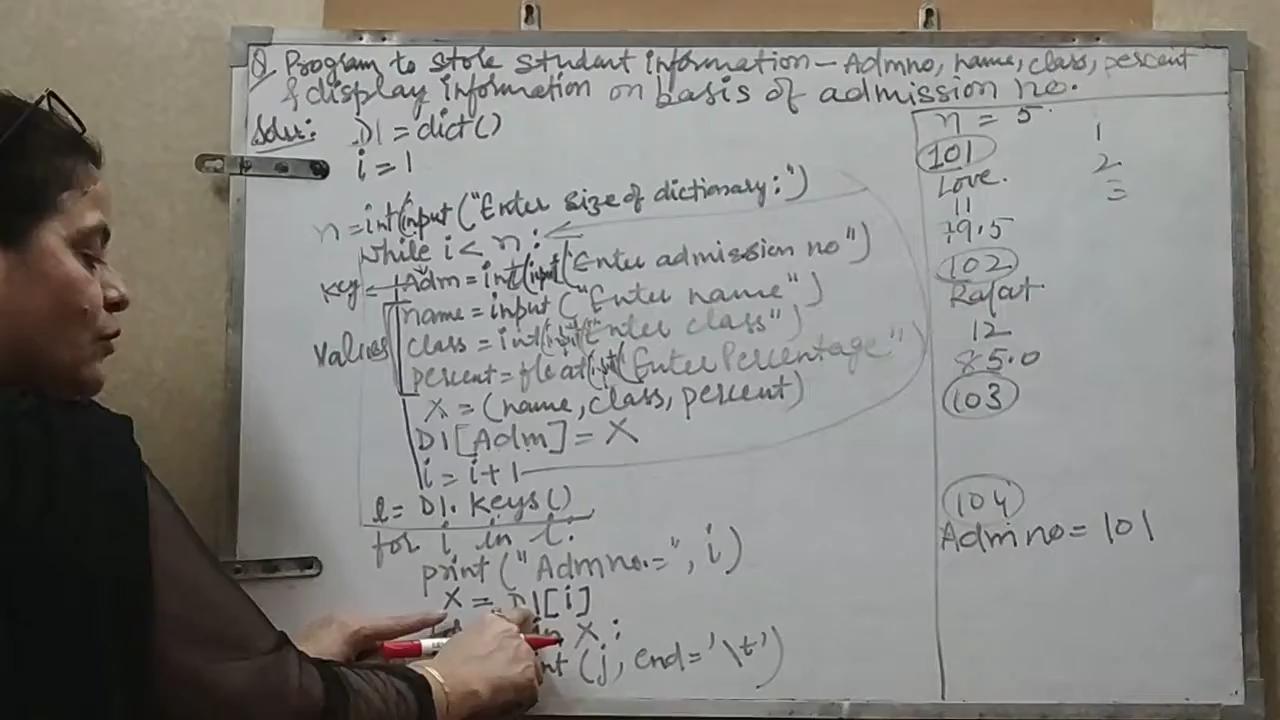 Q Program to store student information - Admno, name, class, percent
& display information on basis of admission no.
Solu: D1 = dict()
i = 1
n = int(input("Enter size of dictionary:")
while i < n:
Key Adm = int(input("Enter admission no")
name = input("Enter name")
Values class = int(input("Enter class")
percent = float(input("Enter Percentage"
X = (name, class, percent)
D1[Adm] = X
i = i + 1
l = D1.keys()
for i in l:
print("Admno.=", i)
X = D1[i]
in X:
int(j, end='\t')
n = 5
101
Love.
11
79.5
102
Rajat
12
85.0
103
104
Adm no = 101
1
2